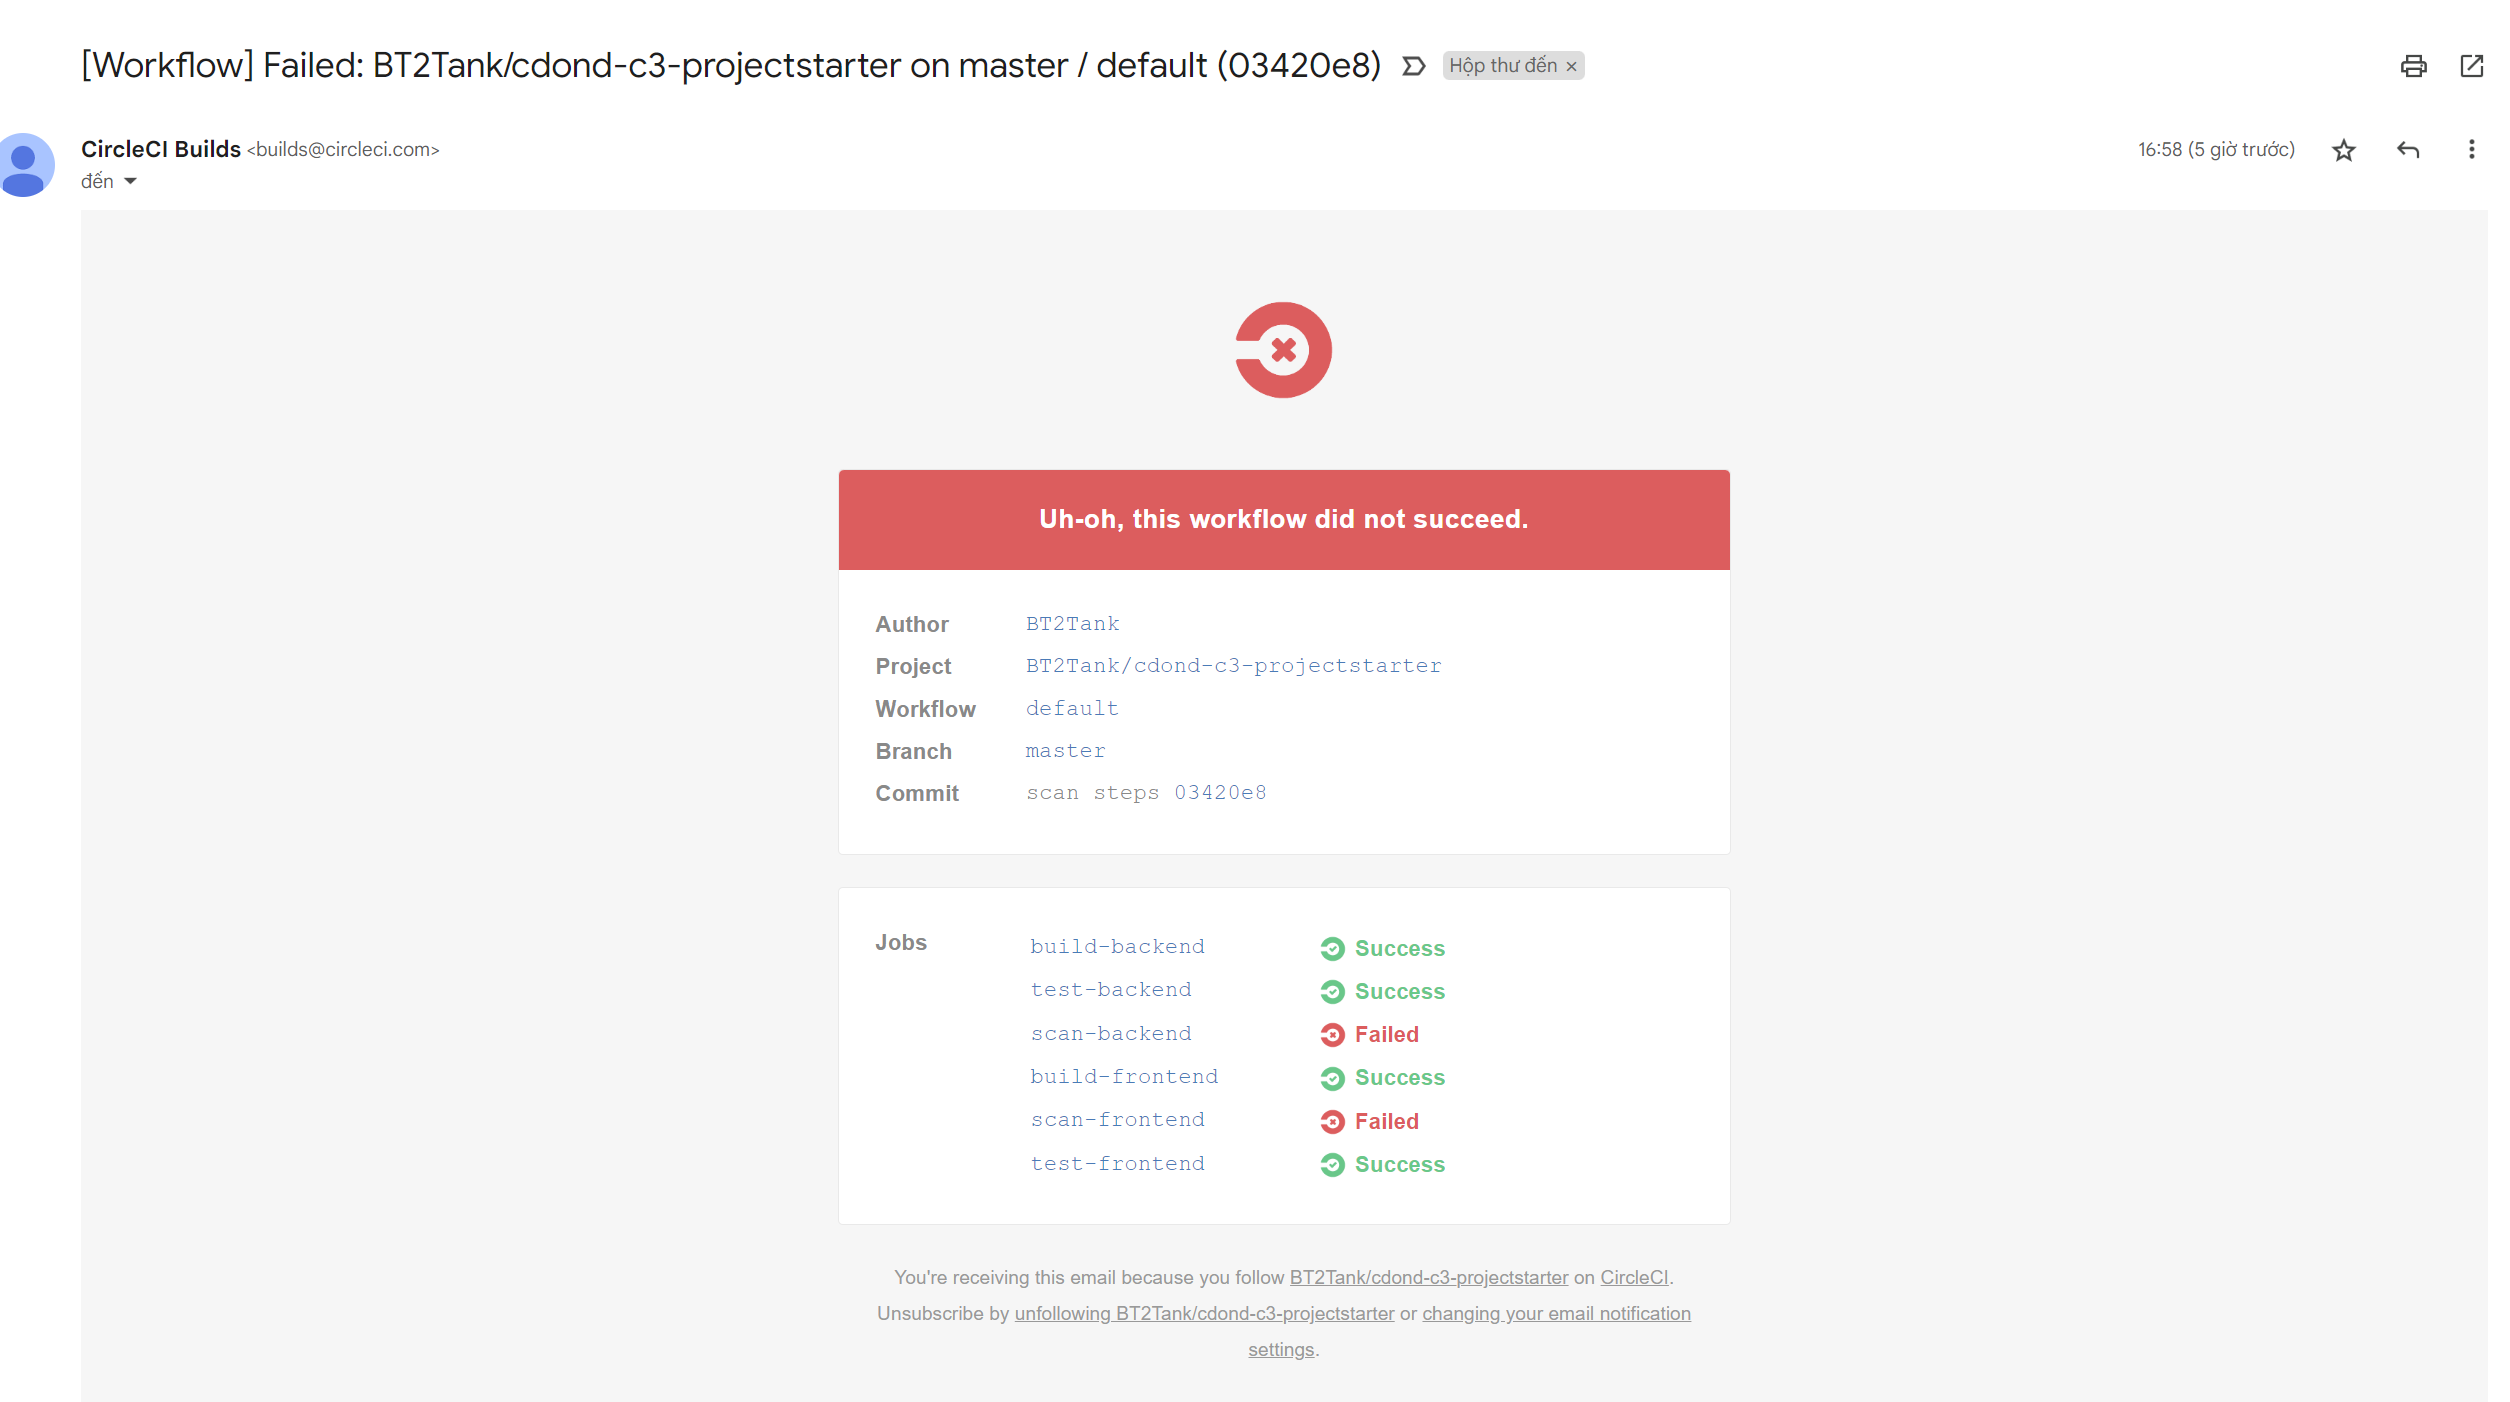 [Workflow] Failed: BT2Tank/cdond-c3-projectstarter on master / default (03420e8) Hộp thư đến ×
CircleCI Builds <builds@circleci.com> 16:58 (5 giờ trước)
đến
Uh-oh, this workflow did not succeed.
Author BT2Tank
Project BT2Tank/cdond-c3-projectstarter
Workflow default
Branch master
Commit scan steps 03420e8
Jobs build-backend Success
test-backend Success
scan-backend Failed
build-frontend Success
scan-frontend Failed
test-frontend Success
You're receiving this email because you follow BT2Tank/cdond-c3-projectstarter on CircleCI.
Unsubscribe by unfollowing BT2Tank/cdond-c3-projectstarter or changing your email notification
settings.